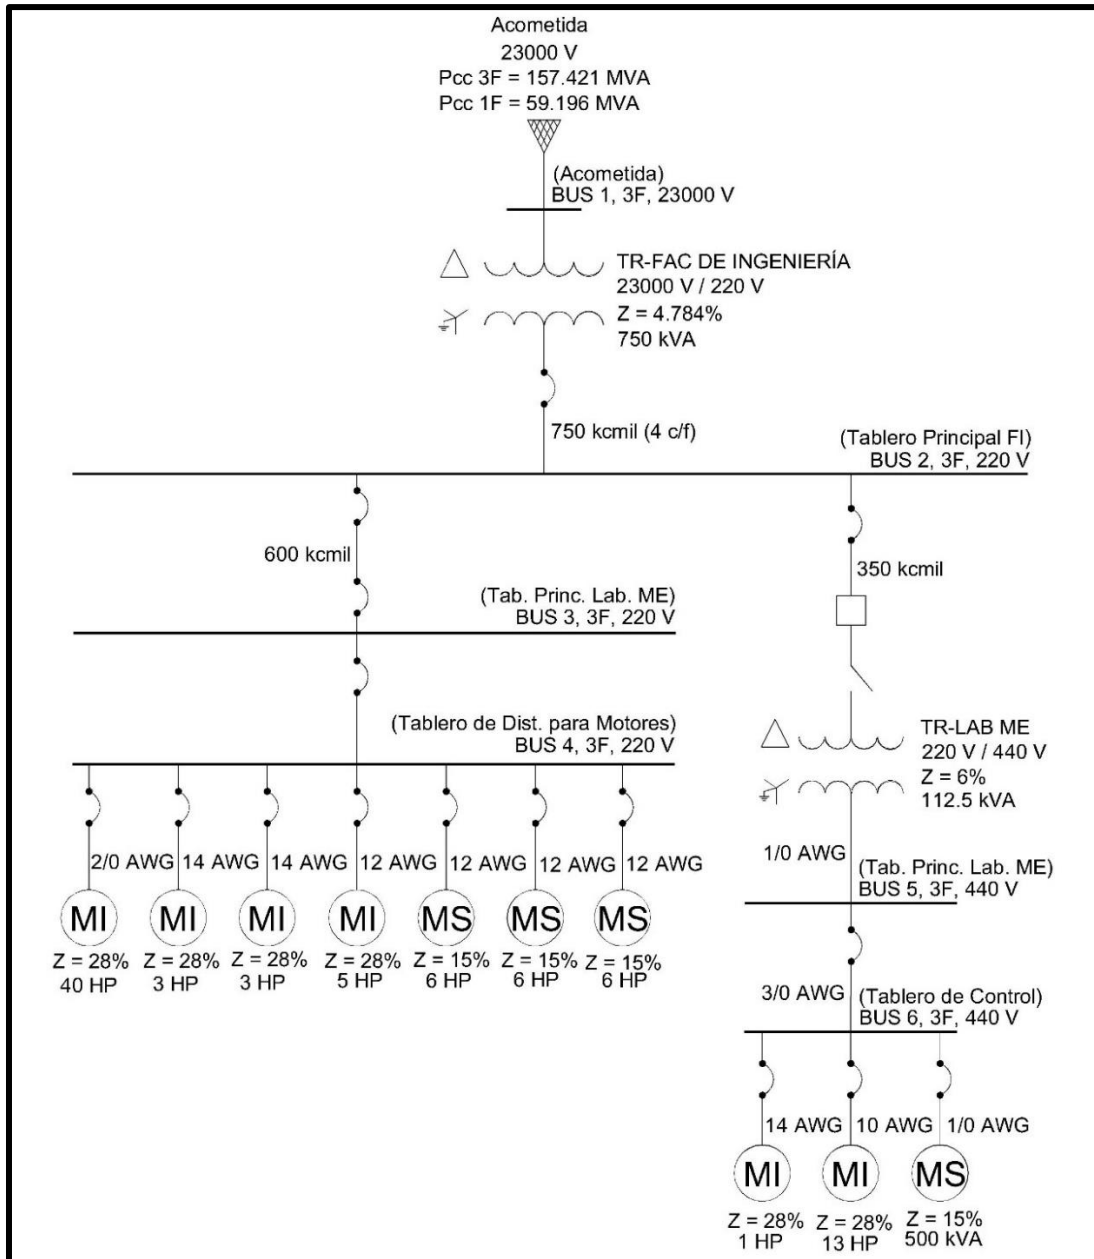 Acometida
23000 V
Pcc 3F = 157.421 MVA
Pcc 1F = 59.196 MVA
(Acometida)
BUS 1, 3F, 23000 V
TR-FAC DE INGENIERÍA
23000 V / 220 V
Z = 4.784%
750 kVA
750 kcmil (4 c/f)
(Tablero Principal FI)
BUS 2, 3F, 220 V
600 kcmil
350 kcmil
(Tab. Princ. Lab. ME)
BUS 3, 3F, 220 V
(Tablero de Dist. para Motores)
BUS 4, 3F, 220 V
TR-LAB ME
220 V / 440 V
Z = 6%
112.5 kVA
2/0 AWG 14 AWG 14 AWG 12 AWG 12 AWG 12 AWG 12 AWG
MI MI MI MI MS MS MS
Z = 28% Z = 28% Z = 28% Z = 28% Z = 15% Z = 15% Z = 15%
40 HP 3 HP 3 HP 5 HP 6 HP 6 HP 6 HP
1/0 AWG
(Tab. Princ. Lab. ME)
BUS 5, 3F, 440 V
3/0 AWG
(Tablero de Control)
BUS 6, 3F, 440 V
14 AWG 10 AWG 1/0 AWG
MI MI MS
Z = 28% Z = 28% Z = 15%
1 HP 13 HP 500 kVA